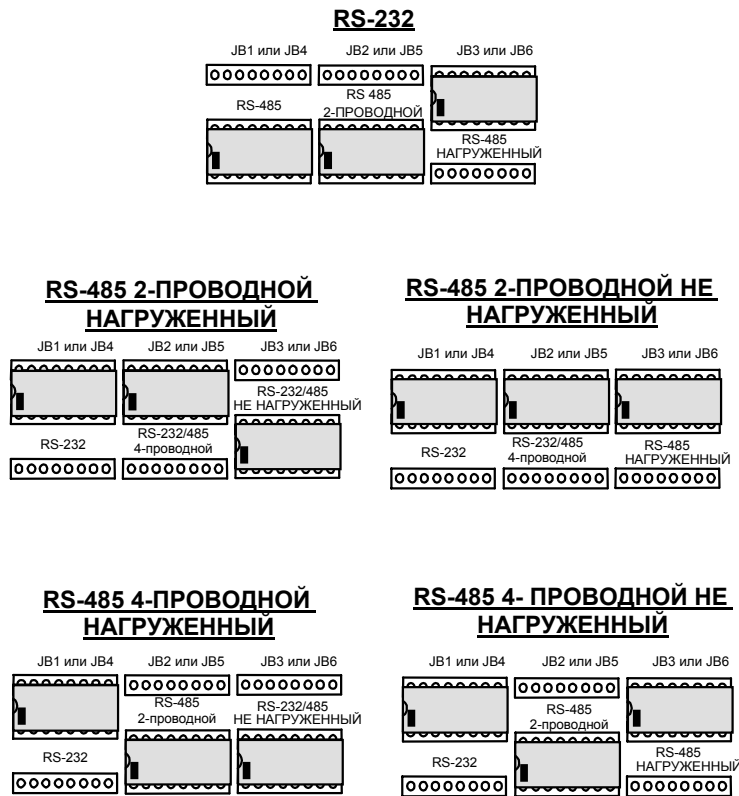 RS-232
JB1 или JB4 JB2 или JB5 JB3 или JB6
RS-485
RS 485
2-ПРОВОДНОЙ
RS-485
НАГРУЖЕННЫЙ
RS-485 2-ПРОВОДНОЙ
НАГРУЖЕННЫЙ
JB1 или JB4 JB2 или JB5 JB3 или JB6
RS-232/485
НЕ НАГРУЖЕННЫЙ
RS-232
RS-232/485
4-проводной
RS-485 2-ПРОВОДНОЙ НЕ
НАГРУЖЕННЫЙ
JB1 или JB4 JB2 или JB5 JB3 или JB6
RS-232
RS-232/485
4-проводной
RS-485
НАГРУЖЕННЫЙ
RS-485 4-ПРОВОДНОЙ
НАГРУЖЕННЫЙ
JB1 или JB4 JB2 или JB5 JB3 или JB6
RS-485
2-проводной
RS-232/485
НЕ НАГРУЖЕННЫЙ
RS-232
RS-485 4- ПРОВОДНОЙ НЕ
НАГРУЖЕННЫЙ
JB1 или JB4 JB2 или JB5 JB3 или JB6
RS-485
2-проводной
RS-232
RS-485
НАГРУЖЕННЫЙ